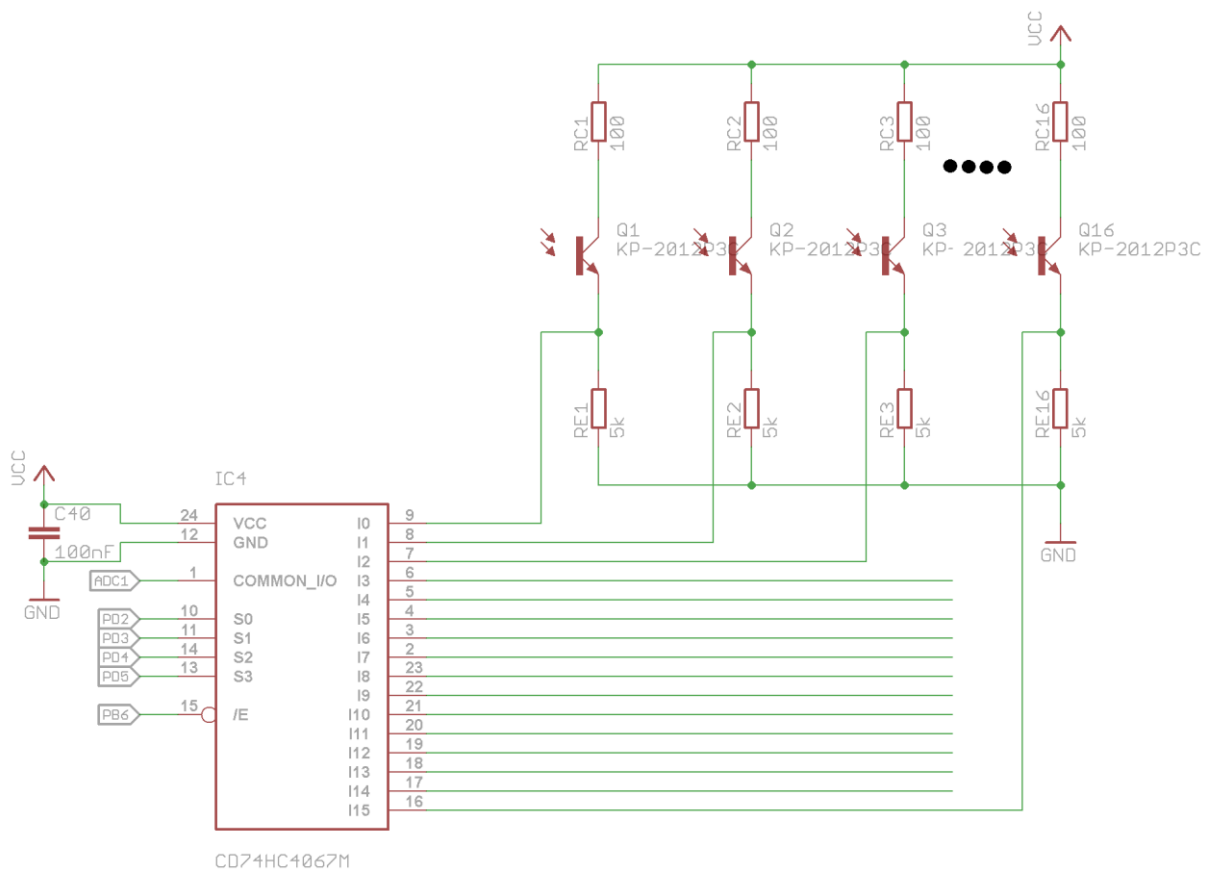 VCC
RC1
100
RC2
100
RC3
100
RC16
100
Q1
KP-2012P3C
Q2
KP-2012P3C
Q3
KP- 2012P3C
Q16
KP-2012P3C
RE1
5k
RE2
5k
RE3
5k
RE16
5k
GND
VCC
C40
100nF
GND
IC4
24 VCC I0 9
12 GND I1 8
I2 7
ADC1 1 COMMON_I/O I3 6
I4 5
PD2 10 S0 I5 4
PD3 11 S1 I6 3
PD4 14 S2 I7 2
PD5 13 S3 I8 23
I9 22
PB6 15 /E I10 21
I11 20
I12 19
I13 18
I14 17
I15 16
CD74HC4067M